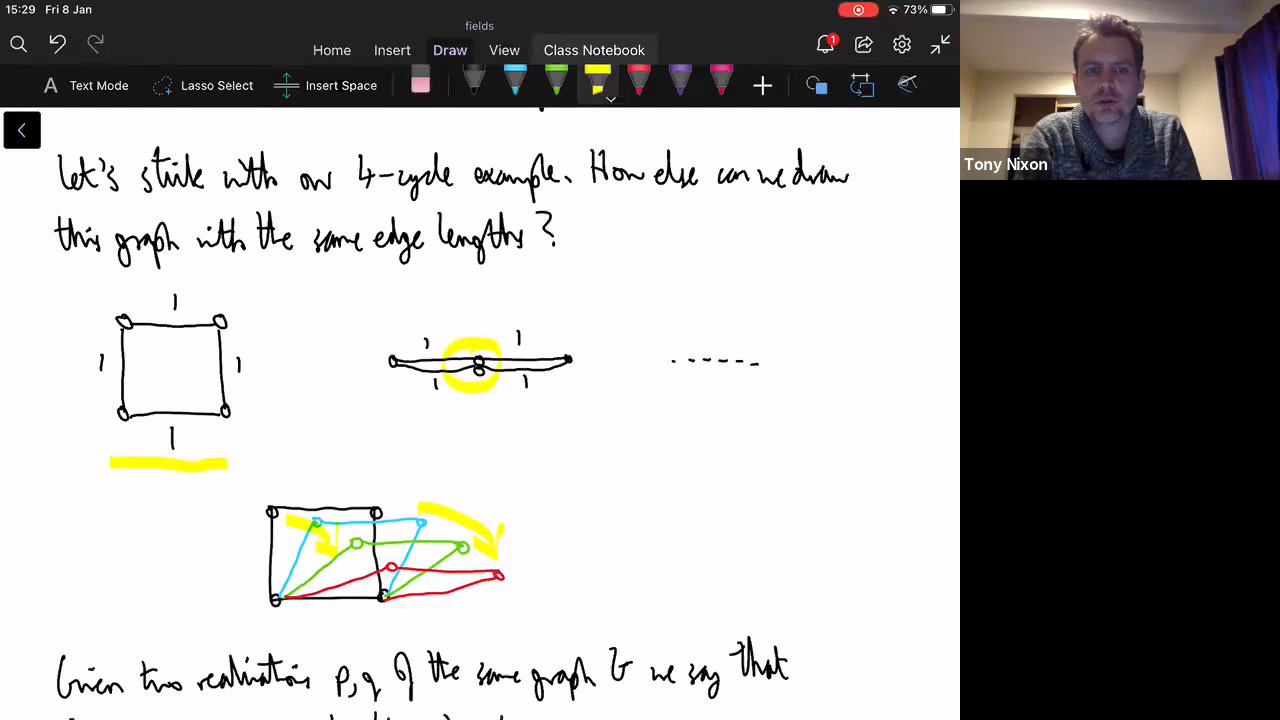 15:29 Fri 8 Jan
73%
fields
Home Insert Draw View Class Notebook
1
A Text Mode Lasso Select Insert Space
Tony Nixon
Let's stick with our 4-cycle example. How else can we draw
this graph with the same edge lengths?
1
1 1
1
1 1
1 1
Given two realisations p, q of the same graph G we say that